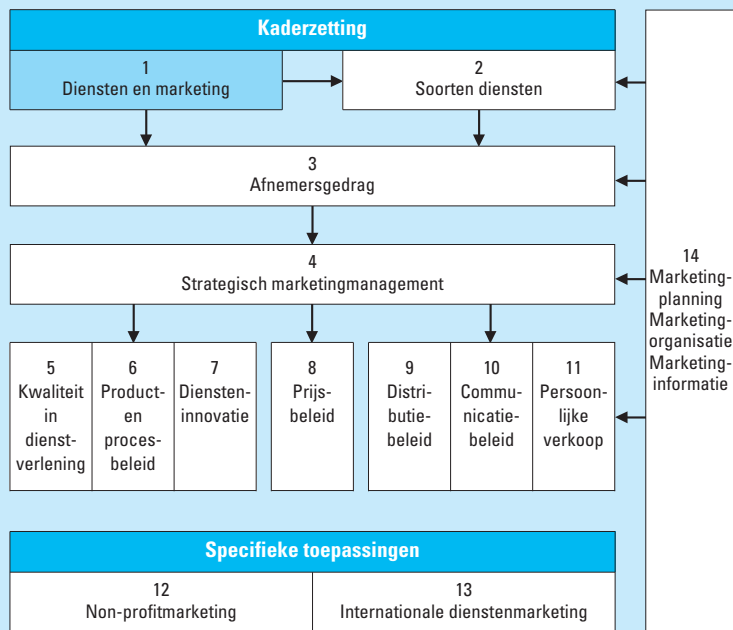 Kaderzetting
1
Diensten en marketing
2
Soorten diensten
3
Afnemersgedrag
4
Strategisch marketingmanagement
5
Kwaliteit
in
dienst-
verlening
6
Product-
en
proces-
beleid
7
Diensten-
innovatie
8
Prijs-
beleid
9
Distri-
butie-
beleid
10
Commu-
nicatie-
beleid
11
Persoon-
lijke
verkoop
14
Marketing-
planning
Marketing-
organisatie
Marketing-
informatie
Specifieke toepassingen
12
Non-profitmarketing
13
Internationale dienstenmarketing